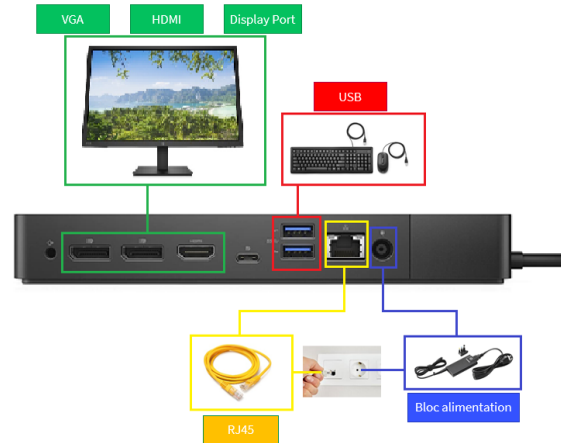 VGA
HDMI
Display Port
USB
RJ45
Bloc alimentation